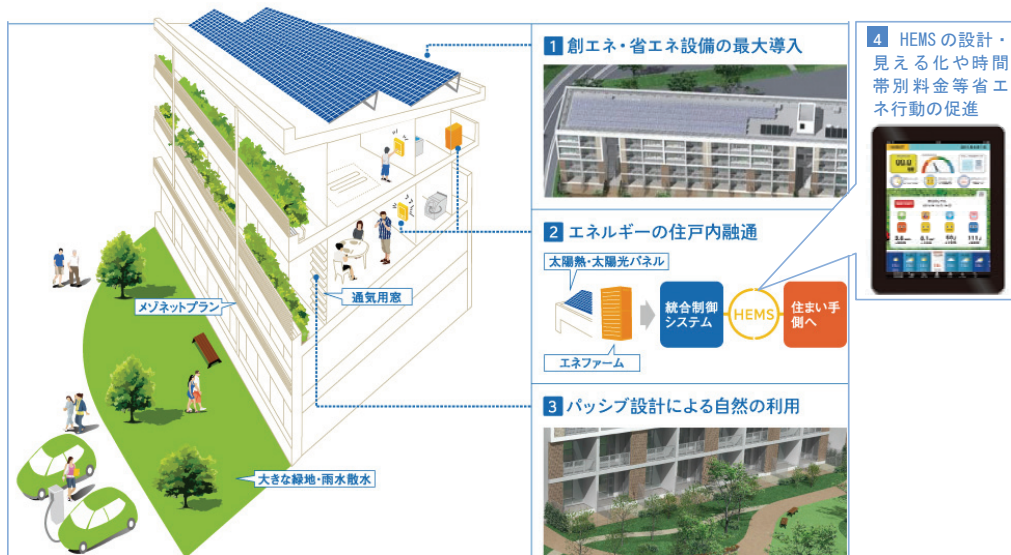 1 創エネ・省エネ設備の最大導入
4 HEMSの設計・
見える化や時間
帯別料金等省エ
ネ行動の促進
2 エネルギーの住戸内融通
太陽熱・太陽光パネル
統合制御
システム
HEMS
住まい手
側へ
エネファーム
通気用窓
メゾネットプラン
3 パッシブ設計による自然の利用
大きな緑地・雨水散水